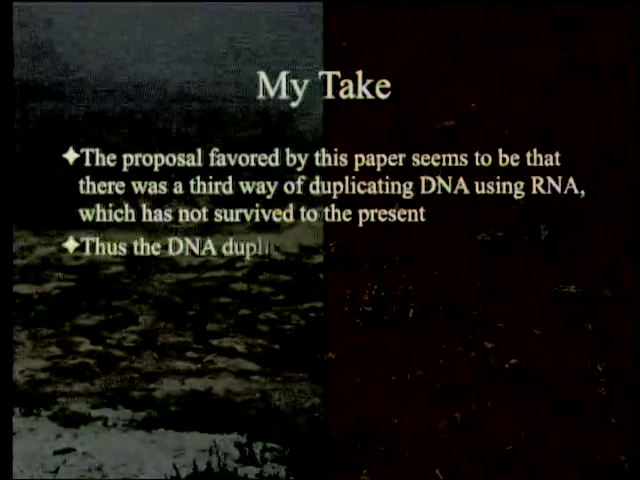 My Take
The proposal favored by this paper seems to be that
there was a third way of duplicating DNA using RNA,
which has not survived to the present
Thus the DNA dupli